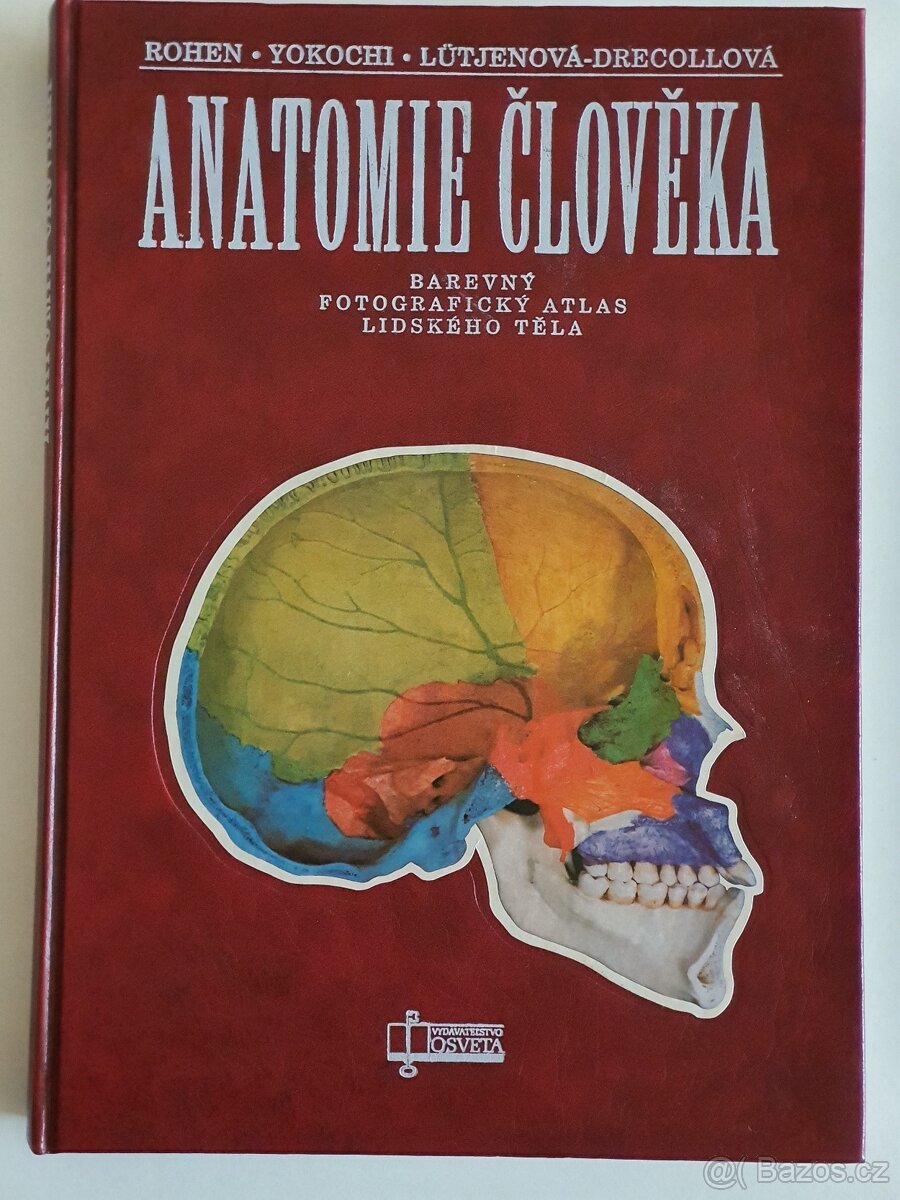 ROHEN • YOKOCHI • LÜTJENOVÁ-DRECOLLOVÁ
ANATOMIE ČLOVĚKA
BAREVNÝ
FOTOGRAFICKÝ ATLAS
LIDSKÉHO TĚLA
VYDAVATEĽSTVO
OSVETA
@( Bazos.cz